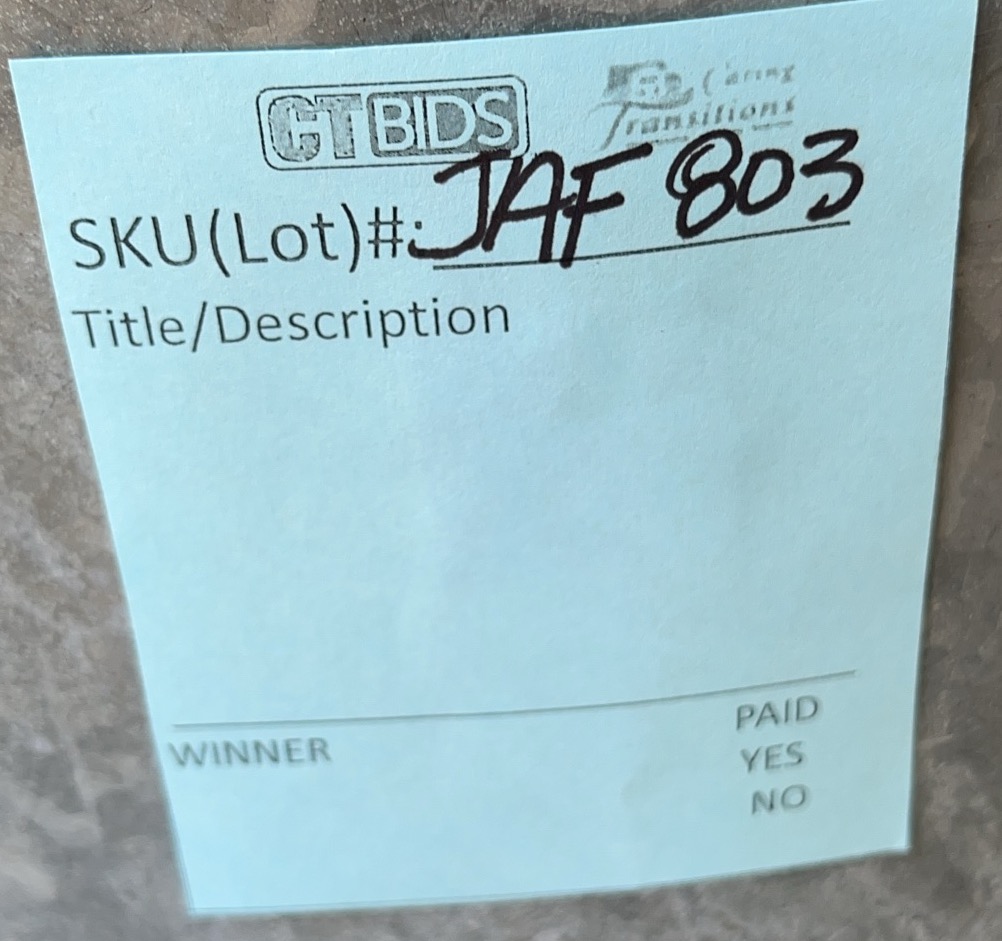 CTBIDS Caring Transitions
SKU(Lot)#: JAF 803
Title/Description
PAID
WINNER YES
NO